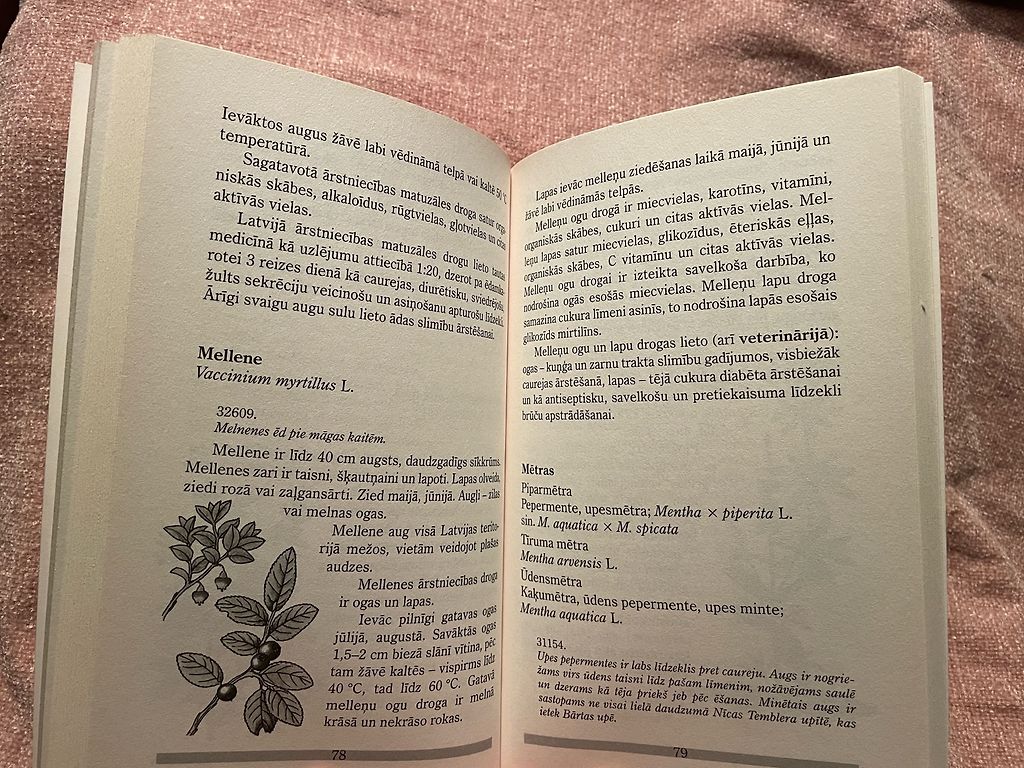 Ievāktos augus žāvē labi vēdināmā telpā vai kaltē 50 °C
temperatūrā.
Sagatavotā ārstniecības matuzāles droga satur orga-
niskās skābes, alkaloīdus, rūgtvielas, gļotvielas un citas
aktīvās vielas.
Latvijā ārstniecības matuzāles drogu lieto tautas
medicīnā kā uzlējumu attiecībā 1:20, dzerot pa ēdamka-
rotei 3 reizes dienā kā caurejas, diurētisku, sviedrējošu,
žults sekrēciju veicinošu un asiņošanu apturošu līdzekli.
Ārīgi svaigu augu sulu lieto ādas slimību ārstēšanai.
Mellene
Vaccinium myrtillus L.
32609.
Melnenes ēd pie māgas kaitēm.
Mellene ir līdz 40 cm augsts, daudzgadīgs sīkkrūms.
Mellenes zari ir taisni, šķautņaini un lapoti. Lapas olveida,
ziedi rozā vai zaļgansārti. Zied maijā, jūnijā. Augļi – zilas
vai melnas ogas.
Mellene aug visā Latvijas terito-
rijā mežos, vietām veidojot plašas
audzes.
Mellenes ārstniecības droga
ir ogas un lapas.
Ievāc pilnīgi gatavas ogas
jūlijā, augustā. Savāktās ogas
1,5–2 cm biezā slānī vītina, pēc
tam žāvē kaltēs – vispirms līdz
40 °C, tad līdz 60 °C. Gatavā
melleņu ogu droga ir melnā
krāsā un nekrāso rokas.
78
Lapas ievāc melleņu ziedēšanas laikā maijā, jūnijā un
žāvē labi vēdināmās telpās.
Melleņu ogu drogā ir miecvielas, karotīns, vitamīni,
organiskās skābes, cukuri un citas aktīvās vielas. Mel-
leņu lapas satur miecvielas, glikozīdus, ēteriskās eļļas,
organiskās skābes, C vitamīnu un citas aktīvās vielas.
Melleņu ogu drogai ir izteikta savelkoša darbība, ko
nodrošina ogās esošās miecvielas. Melleņu lapu droga
samazina cukura līmeni asinīs, to nodrošina lapās esošais
glikozīds mirtilīns.
Melleņu ogu un lapu drogas lieto (arī veterinārijā):
ogas – kuņģa un zarnu trakta slimību gadījumos, visbiežāk
caurejas ārstēšanā, lapas – tējā cukura diabēta ārstēšanai
un kā antiseptisku, savelkošu un pretiekaisuma līdzekli
brūču apstrādāšanai.
Mētras
Piparmētra
Pepermente, upesmētra; Mentha × piperita L.
sin. M. aquatica × M. spicata
Tīruma mētra
Mentha arvensis L.
Ūdensmētra
Kaķumētra, ūdens pepermente, upes minte;
Mentha aquatica L.
31154.
Upes pepermentes ir labs līdzeklis pret caureju. Augs ir nogrie-
žams virs ūdens taisni līdz pašam līmenim, nožāvējams saulē
un dzerams kā tēja priekš jeb pēc ēšanas. Minētais augs ir
sastopams ne visai lielā daudzumā Nīcas Temblera upītē, kas
ietek Bārtas upē.
79